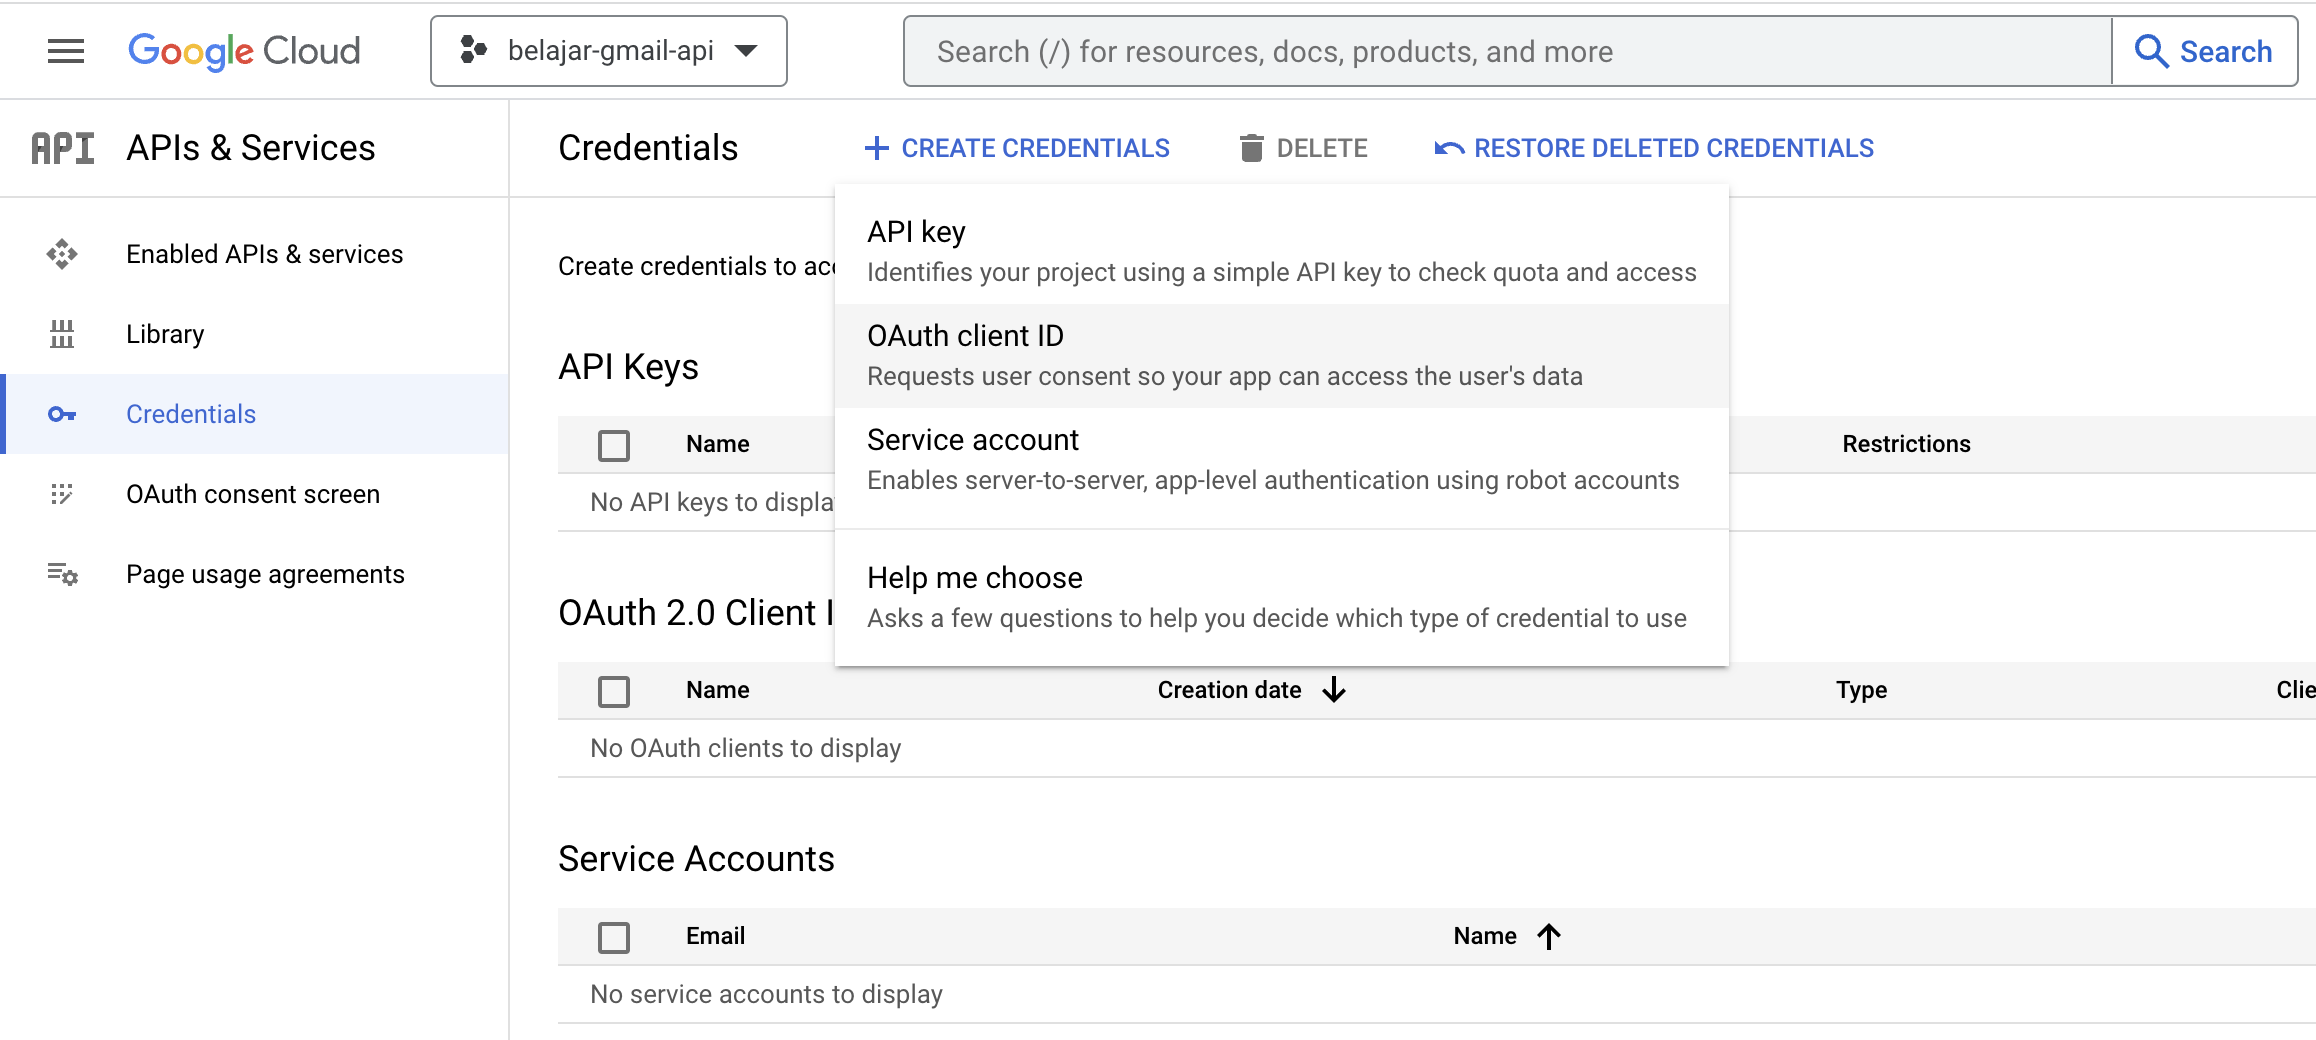 Google Cloud
belajar-gmail-api
Search (/) for resources, docs, products, and more
Search
API
APIs & Services
Credentials
CREATE CREDENTIALS
DELETE
RESTORE DELETED CREDENTIALS
Enabled APIs & services
Library
Credentials
OAuth consent screen
Page usage agreements
Create credentials to acc
API key
Identifies your project using a simple API key to check quota and access
OAuth client ID
Requests user consent so your app can access the user's data
Service account
Enables server-to-server, app-level authentication using robot accounts
Help me choose
Asks a few questions to help you decide which type of credential to use
API Keys
Name
Restrictions
No API keys to displa
OAuth 2.0 Client I
Name
Creation date
Type
Clie
No OAuth clients to display
Service Accounts
Email
Name
No service accounts to display